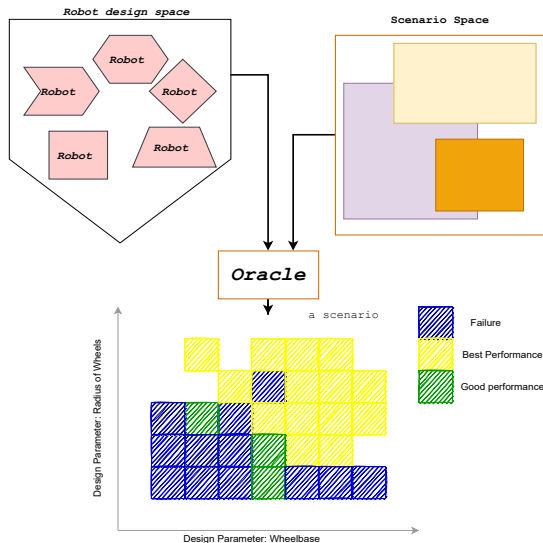 Robot design space
Scenario Space
Robot
Robot
Robot
Robot
Robot
Oracle
a scenario
Failure
Best Performance
Good performance
Design Parameter: Radius of Wheels
Design Parameter: Wheelbase